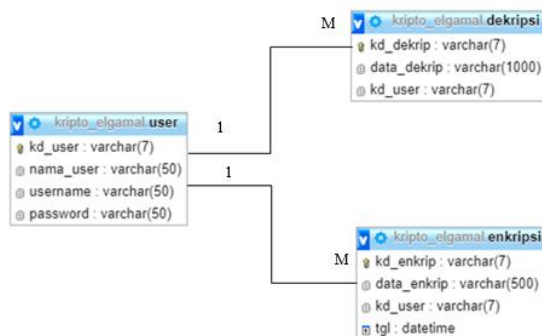 M
kripto_elgamal.dekripsi
kd_dekrip : varchar(7)
data_dekrip : varchar(1000)
kd_user : varchar(7)
kripto_elgamal.user
kd_user : varchar(7)
nama_user : varchar(50)
username : varchar(50)
password : varchar(50)
1
1
M
kripto_elgamal.enkripsi
kd_enkrip : varchar(7)
data_enkrip : varchar(500)
kd_user : varchar(7)
tgl : datetime